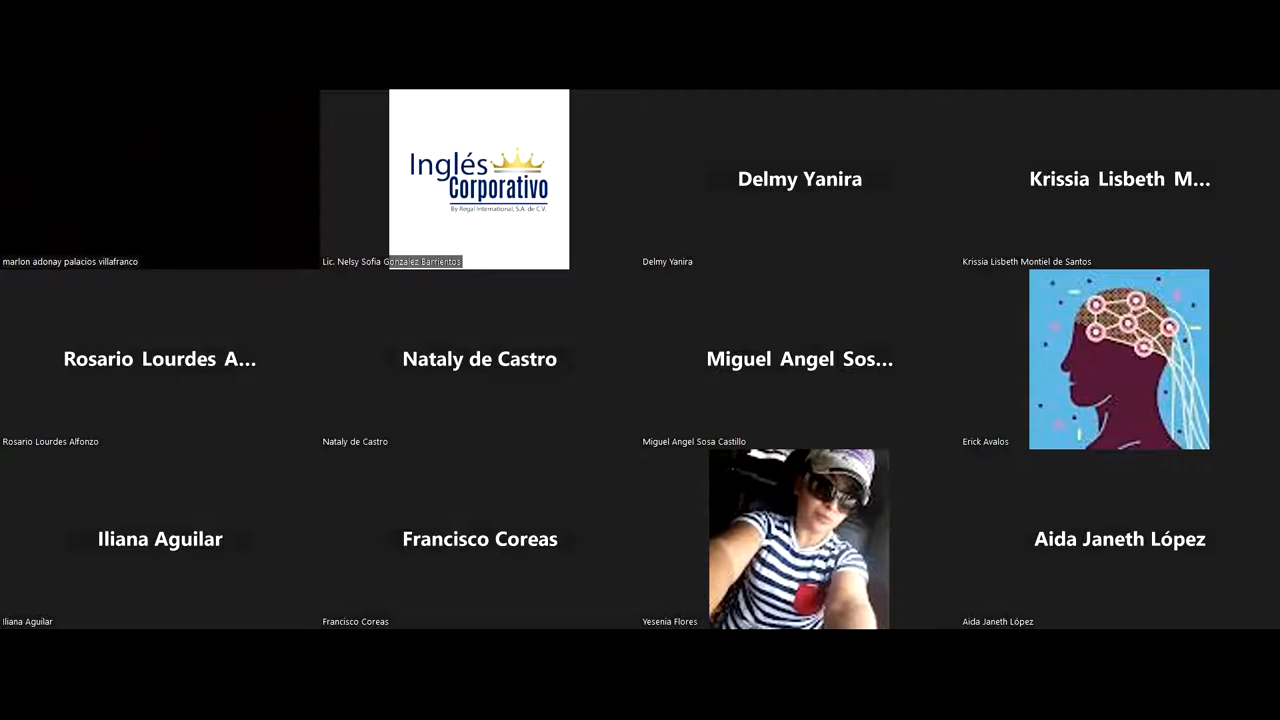 Inglés
Corporativo
By Regal International, S.A. de C.V.
Delmy Yanira
Krissia Lisbeth M...
marlon adonay palacios villafranco
Lic. Nelsy Sofia Gonzalez Barrientos
Delmy Yanira
Krissia Lisbeth Montiel de Santos
Rosario Lourdes A...
Nataly de Castro
Miguel Angel Sos...
Rosario Lourdes Alfonzo
Nataly de Castro
Miguel Angel Sosa Castillo
Erick Avalos
Iliana Aguilar
Francisco Coreas
Aida Janeth López
Iliana Aguilar
Francisco Coreas
Yesenia Flores
Aida Janeth López